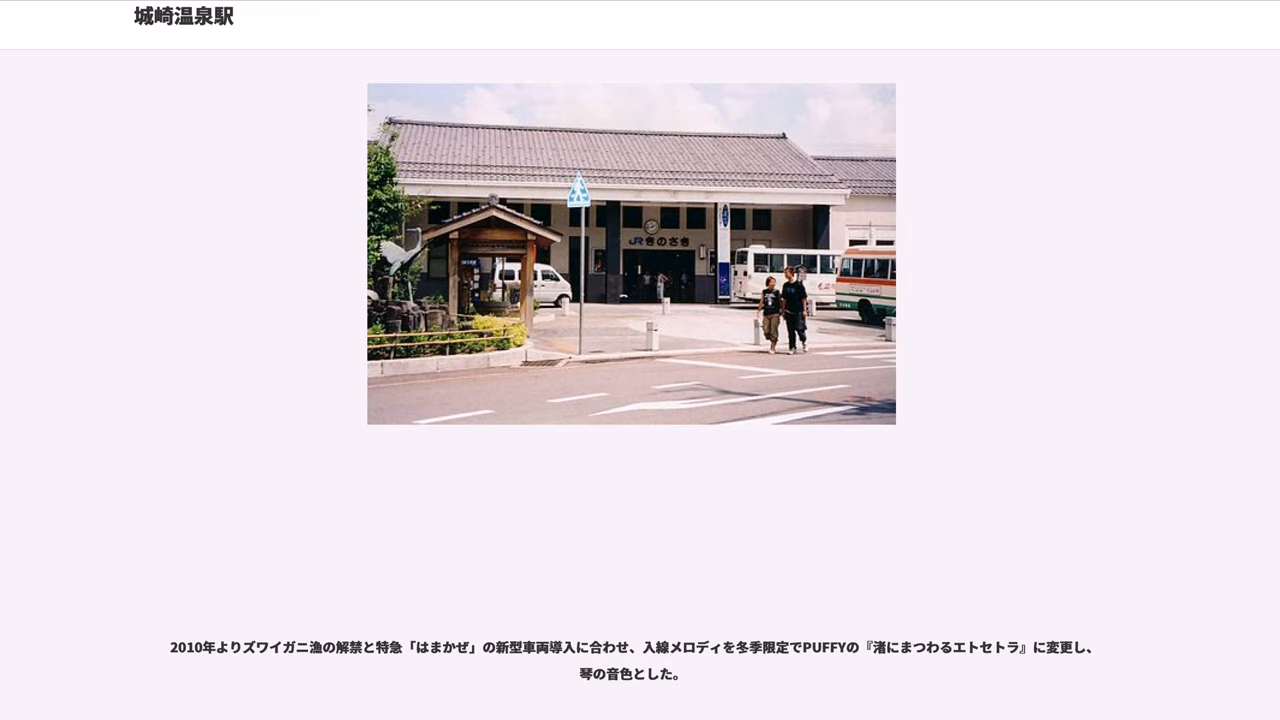 城崎温泉駅
JRきのさき
2010年よりズワイガニ漁の解禁と特急「はまかぜ」の新型車両導入に合わせ、入線メロディを冬季限定でPUFFYの『渚にまつわるエトセトラ』に変更し、
琴の音色とした。